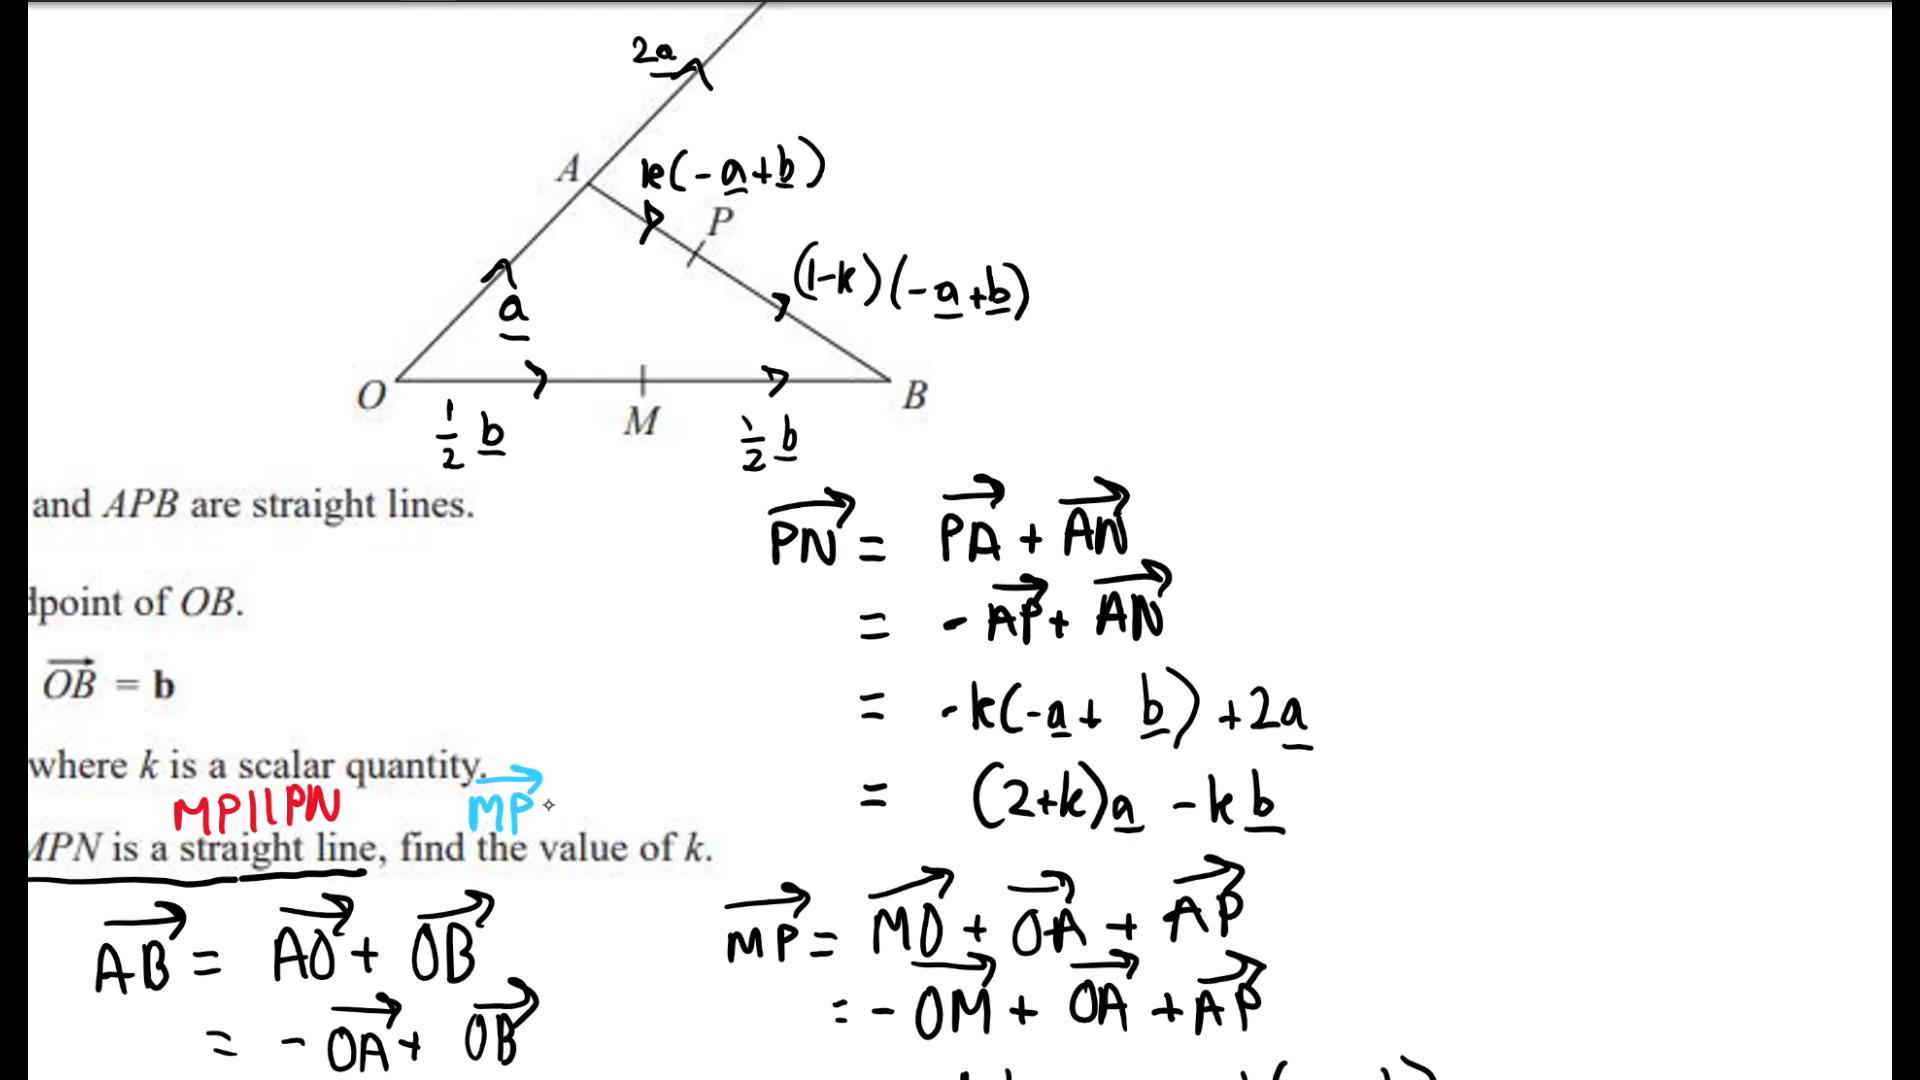 2a
A
k(-a+b)
P
(1-k)(-a+b)
a
O
M
B
1/2 b
1/2 b
and APB are straight lines.
PN = PA + AN
dpoint of OB.
= - AP + AN
OB = b
= -k(-a + b) + 2a
where k is a scalar quantity.
MP||PN
MP
= (2+k)a - kb
MPN is a straight line, find the value of k.
AB = AO + OB
MP = MO + OA + AP
= - OA + OB
= - OM + OA + AP